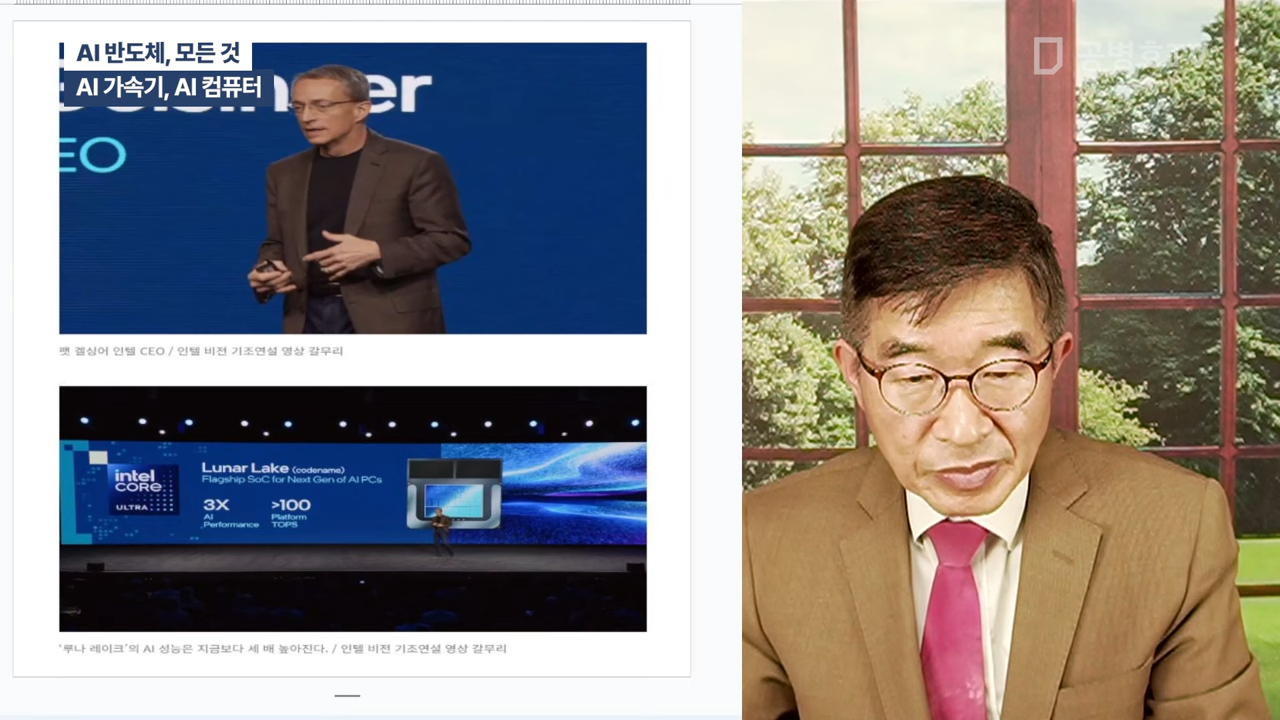 AI 반도체, 모든 것
AI 가속기, AI 컴퓨터
EO
팻 겔싱어 인텔 CEO / 인텔 비전 기조연설 영상 갈무리
intel
CORE
ULTRA
Lunar Lake (codename)
Flagship SoC for Next Gen of AI PCs
3X
AI
Performance
>100
Platform
TOPS
'루나 레이크'의 AI 성능은 지금보다 세 배 높아진다. / 인텔 비전 기조연설 영상 갈무리